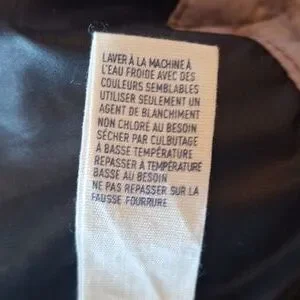 LAVER À LA MACHINE À
L'EAU FROIDE AVEC DES
COULEURS SEMBLABLES
UTILISER SEULEMENT UN
AGENT DE BLANCHIMENT
NON CHLORÉ AU BESOIN
SÉCHER PAR CULBUTAGE
À BASSE TEMPÉRATURE
REPASSER À TEMPÉRATURE
BASSE AU BESOIN
NE PAS REPASSER SUR LA
FAUSSE FOURRURE